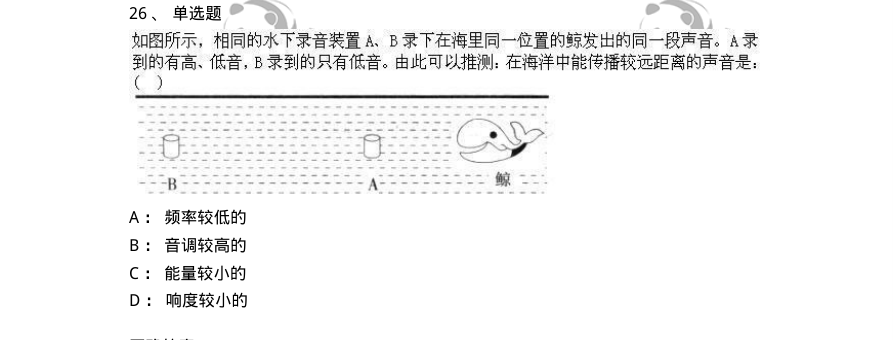 26 、 单选题
如图所示，相同的水下录音装置 A、B 录下在海里同一位置的鲸发出的同一段声音。A 录
到的有高、低音，B 录到的只有低音。由此可以推测：在海洋中能传播较远距离的声音是：
（ ）
B A 鲸
A ： 频率较低的
B ： 音调较高的
C ： 能量较小的
D ： 响度较小的